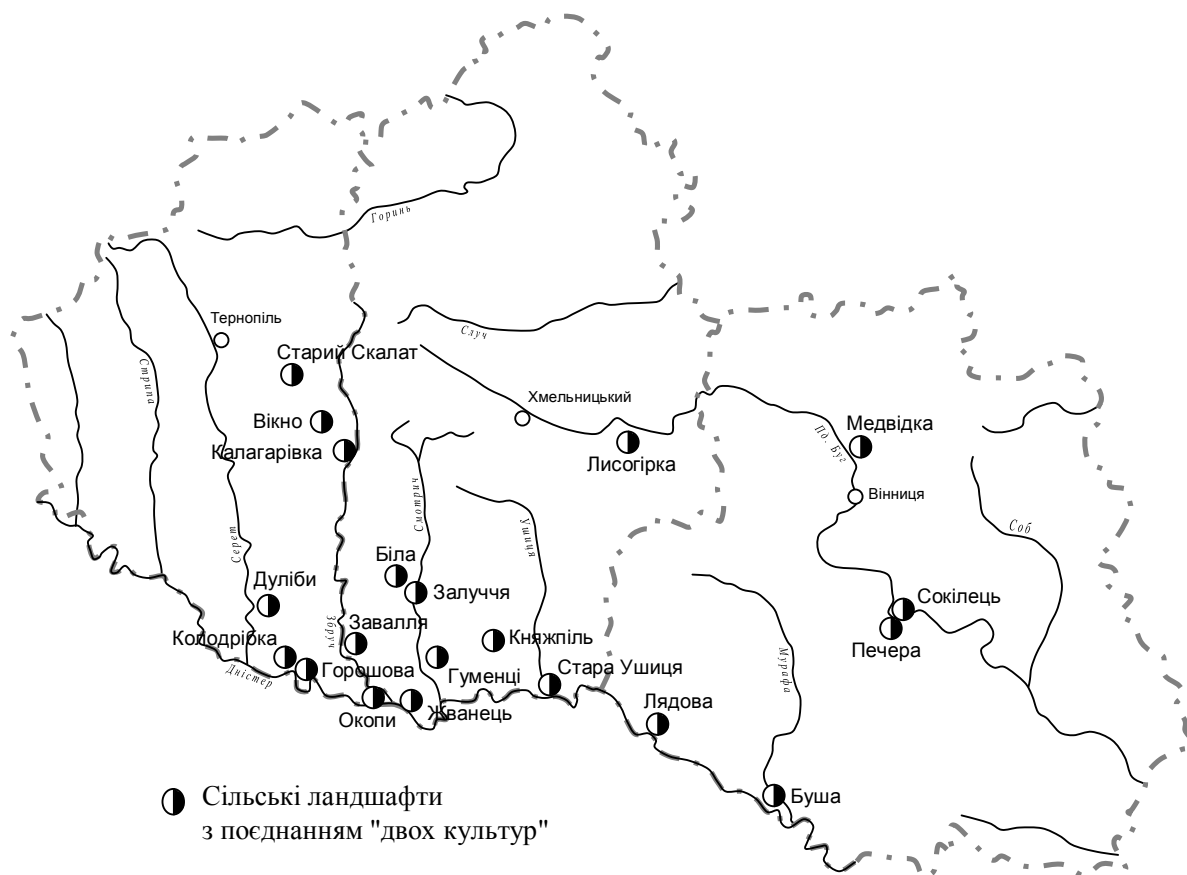 Горинь
Тернопіль
Случ
Старий Скалат
Стрипа
Хмельницький
Вікно
Медвідка
Калагарівка
Пд. Буг
Лисогірка
Смотрич
Вінниця
Ушиця
Соб
Серет
Біла
Залуччя
Дуліби
Сокілець
Завалля
Збруч
Княжпіль
Печера
Колодрібка
Мурафа
Горошова
Гуменці
Стара Ушиця
Дністер
Лядова
Окопи
Жванець
Буша
Сільські ландшафти
з поєднанням "двох культур"